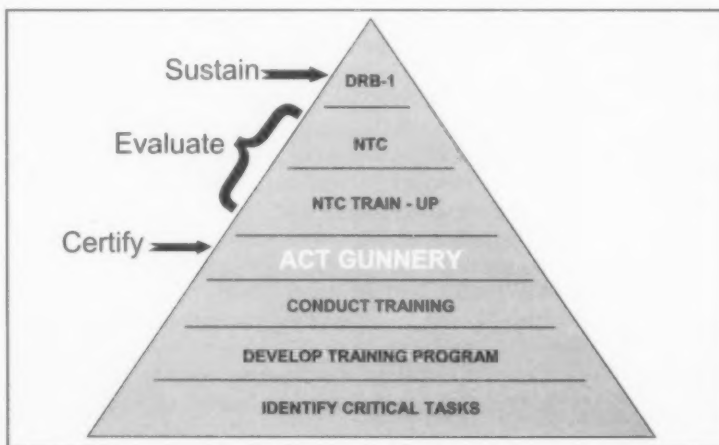 Sustain
DRB-1
Evaluate
NTC
NTC TRAIN - UP
Certify
ACT GUNNERY
CONDUCT TRAINING
DEVELOP TRAINING PROGRAM
IDENTIFY CRITICAL TASKS